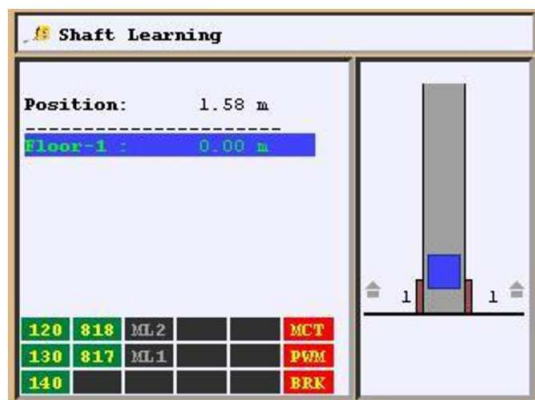 Shaft Learning
Position: 1.58 m
--------------------
Floor-1 : 0.00 m
1 1
120 818 ML2 MCT
130 817 ML1 PWM
140 BRK